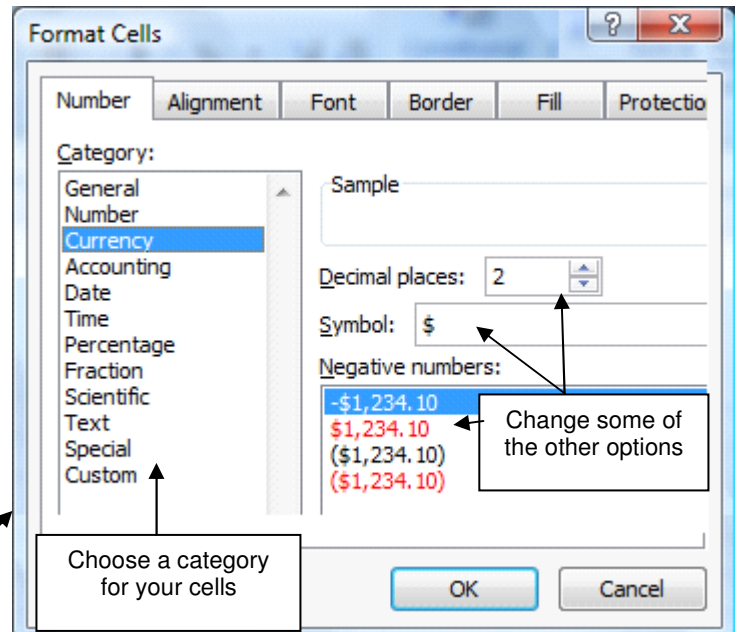 Format Cells
Number Alignment Font Border Fill Protectio
Category:
General
Number
Currency
Accounting
Date
Time
Percentage
Fraction
Scientific
Text
Special
Custom
Sample
Decimal places: 2
Symbol: $
Negative numbers:
-$1,234.10
$1,234.10
($1,234.10)
($1,234.10)
Change some of
the other options
Choose a category
for your cells
OK Cancel